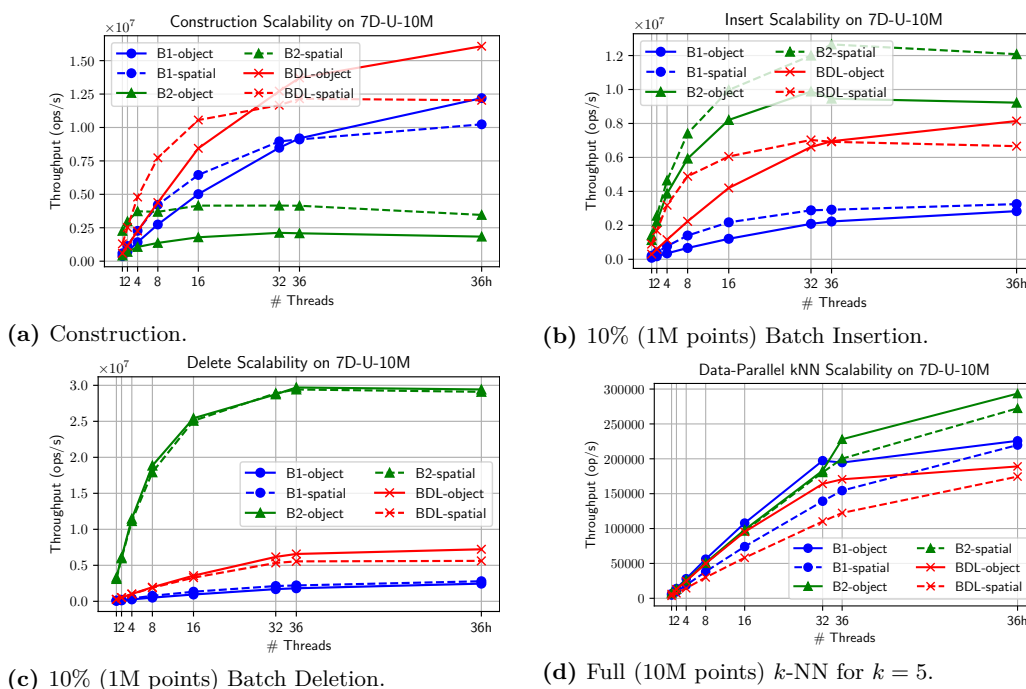 Construction Scalability on 7D-U-10M
×10⁷
Throughput (ops/s)
1.50
1.25
1.00
0.75
0.50
0.25
0.00
B1-object
B1-spatial
B2-object
B2-spatial
BDL-object
BDL-spatial
1 2 4 8 16 32 36 36h
# Threads
(a) Construction.
Insert Scalability on 7D-U-10M
×10⁷
Throughput (ops/s)
1.2
1.0
0.8
0.6
0.4
0.2
0.0
B1-object
B1-spatial
B2-object
B2-spatial
BDL-object
BDL-spatial
1 2 4 8 16 32 36 36h
# Threads
(b) 10% (1M points) Batch Insertion.
Delete Scalability on 7D-U-10M
×10⁷
Throughput (ops/s)
3.0
2.5
2.0
1.5
1.0
0.5
0.0
B1-object
B1-spatial
B2-object
B2-spatial
BDL-object
BDL-spatial
1 2 4 8 16 32 36 36h
# Threads
(c) 10% (1M points) Batch Deletion.
Data-Parallel kNN Scalability on 7D-U-10M
Throughput (op/s)
300000
250000
200000
150000
100000
50000
0
B1-object
B1-spatial
B2-object
B2-spatial
BDL-object
BDL-spatial
1 2 4 8 16 32 36 36h
# Threads
(d) Full (10M points) k-NN for k = 5.